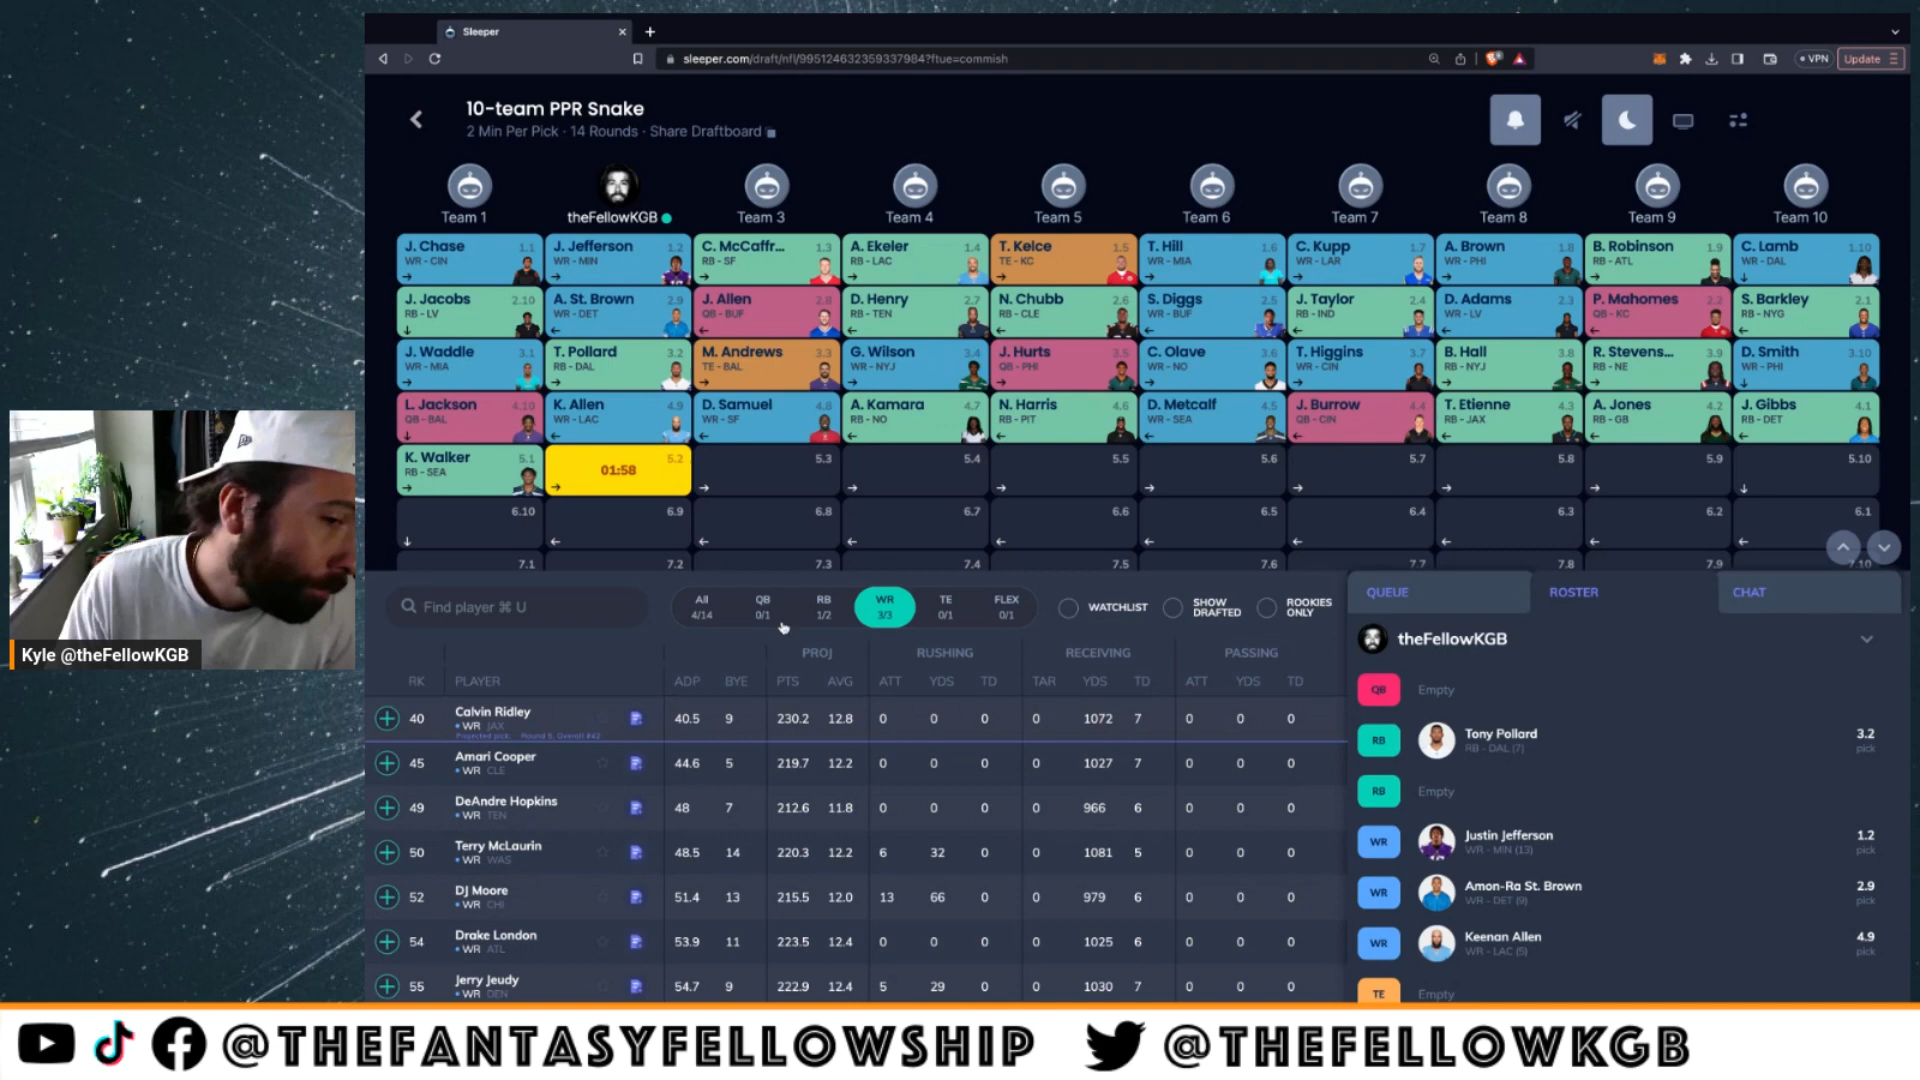 Sleeper
sleeper.com/draft/nfl/995124632359337984?ftue=commish
VPN
Update
10-team PPR Snake
2 Min Per Pick · 14 Rounds · Share Draftboard
Team 1 theFellowKGB Team 3 Team 4 Team 5 Team 6 Team 7 Team 8 Team 9 Team 10
J. Chase 1.1 J. Jefferson 1.2 C. McCaffr... 1.3 A. Ekeler 1.4 T. Kelce 1.5 T. Hill 1.6 C. Kupp 1.7 A. Brown 1.8 B. Robinson 1.9 C. Lamb 1.10
WR - CIN WR - MIN RB - SF RB - LAC TE - KC WR - MIA WR - LAR WR - PHI RB - ATL WR - DAL
J. Jacobs 2.10 A. St. Brown 2.9 J. Allen 2.8 D. Henry 2.7 N. Chubb 2.6 S. Diggs 2.5 J. Taylor 2.4 D. Adams 2.3 P. Mahomes 2.2 S. Barkley 2.1
RB - LV WR - DET QB - BUF RB - TEN RB - CLE WR - BUF RB - IND WR - LV QB - KC RB - NYG
J. Waddle 3.1 T. Pollard 3.2 M. Andrews 3.3 G. Wilson 3.4 J. Hurts 3.5 C. Olave 3.6 T. Higgins 3.7 B. Hall 3.8 R. Stevens... 3.9 D. Smith 3.10
WR - MIA RB - DAL TE - BAL WR - NYJ QB - PHI WR - NO WR - CIN RB - NYJ RB - NE WR - PHI
L. Jackson 4.10 K. Allen 4.9 D. Samuel 4.8 A. Kamara 4.7 N. Harris 4.6 D. Metcalf 4.5 J. Burrow 4.4 T. Etienne 4.3 A. Jones 4.2 J. Gibbs 4.1
QB - BAL WR - LAC WR - SF RB - NO RB - PIT WR - SEA QB - CIN RB - JAX RB - GB RB - DET
K. Walker 5.1 01:58 5.2 5.3 5.4 5.5 5.6 5.7 5.8 5.9 5.10
RB - SEA
6.10 6.9 6.8 6.7 6.6 6.5 6.4 6.3 6.2 6.1
7.1 7.2 7.3 7.4 7.5 7.6 7.7 7.8 7.9 7.10
Find player ⌘ U
All QB RB WR TE FLEX
4/14 0/1 1/2 3/3 0/1 0/1
WATCHLIST
SHOW DRAFTED
ROOKIES ONLY
PROJ RUSHING RECEIVING PASSING
RK PLAYER ADP BYE PTS AVG ATT YDS TD TAR YDS TD ATT YDS TD
40 Calvin Ridley 40.5 9 230.2 12.8 0 0 0 0 1072 7 0 0 0
WR JAX
Projected pick: Round 5, Overall #42
45 Amari Cooper 44.6 5 219.7 12.2 0 0 0 0 1027 7 0 0 0
WR CLE
49 DeAndre Hopkins 48 7 212.6 11.8 0 0 0 0 966 6 0 0 0
WR TEN
50 Terry McLaurin 48.5 14 220.3 12.2 6 32 0 0 1081 5 0 0 0
WR WAS
52 DJ Moore 51.4 13 215.5 12.0 13 66 0 0 979 6 0 0 0
WR CHI
54 Drake London 53.9 11 223.5 12.4 0 0 0 0 1025 6 0 0 0
WR ATL
55 Jerry Jeudy 54.7 9 222.9 12.4 5 29 0 0 1030 7 0 0 0
WR DEN
QUEUE ROSTER CHAT
theFellowKGB
QB Empty
RB Tony Pollard 3.2
RB - DAL (7) pick
RB Empty
WR Justin Jefferson 1.2
WR - MIN (13) pick
WR Amon-Ra St. Brown 2.9
WR - DET (9) pick
WR Keenan Allen 4.9
WR - LAC (5) pick
TE Empty
Kyle @theFellowKGB
@THEFANTASYFELLOWSHIP @THEFELLOWKGB